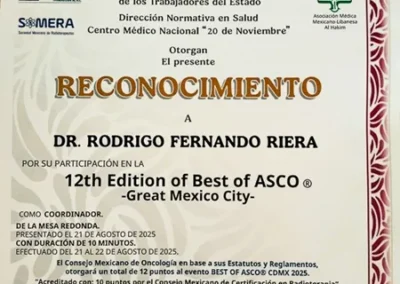 de los Trabajadores del Estado
Dirección Normativa en Salud
Centro Médico Nacional "20 de Noviembre"
SOMERA
Sociedad Mexicana de Radioterapeutas
Asociación Médica
Mexicano-Libanesa
Al Hakim
Otorgan
El presente
RECONOCIMIENTO
A
DR. RODRIGO FERNANDO RIERA
POR SU PARTICIPACIÓN EN LA
12th Edition of Best of ASCO ®
-Great Mexico City-
COMO COORDINADOR.
DE LA MESA REDONDA.
PRESENTADO EL 21 DE AGOSTO DE 2025
CON DURACIÓN DE 10 MINUTOS.
EFECTUADO DEL 21 AL 22 DE AGOSTO DE 2025.
El Consejo Mexicano de Oncología en base a sus Estatutos y Reglamentos,
otorgará un total de 12 puntos al evento BEST OF ASCO® CDMX 2025.
"Acreditado con: 10 puntos por el Consejo Mexicano de Certificación en Radioterapia"